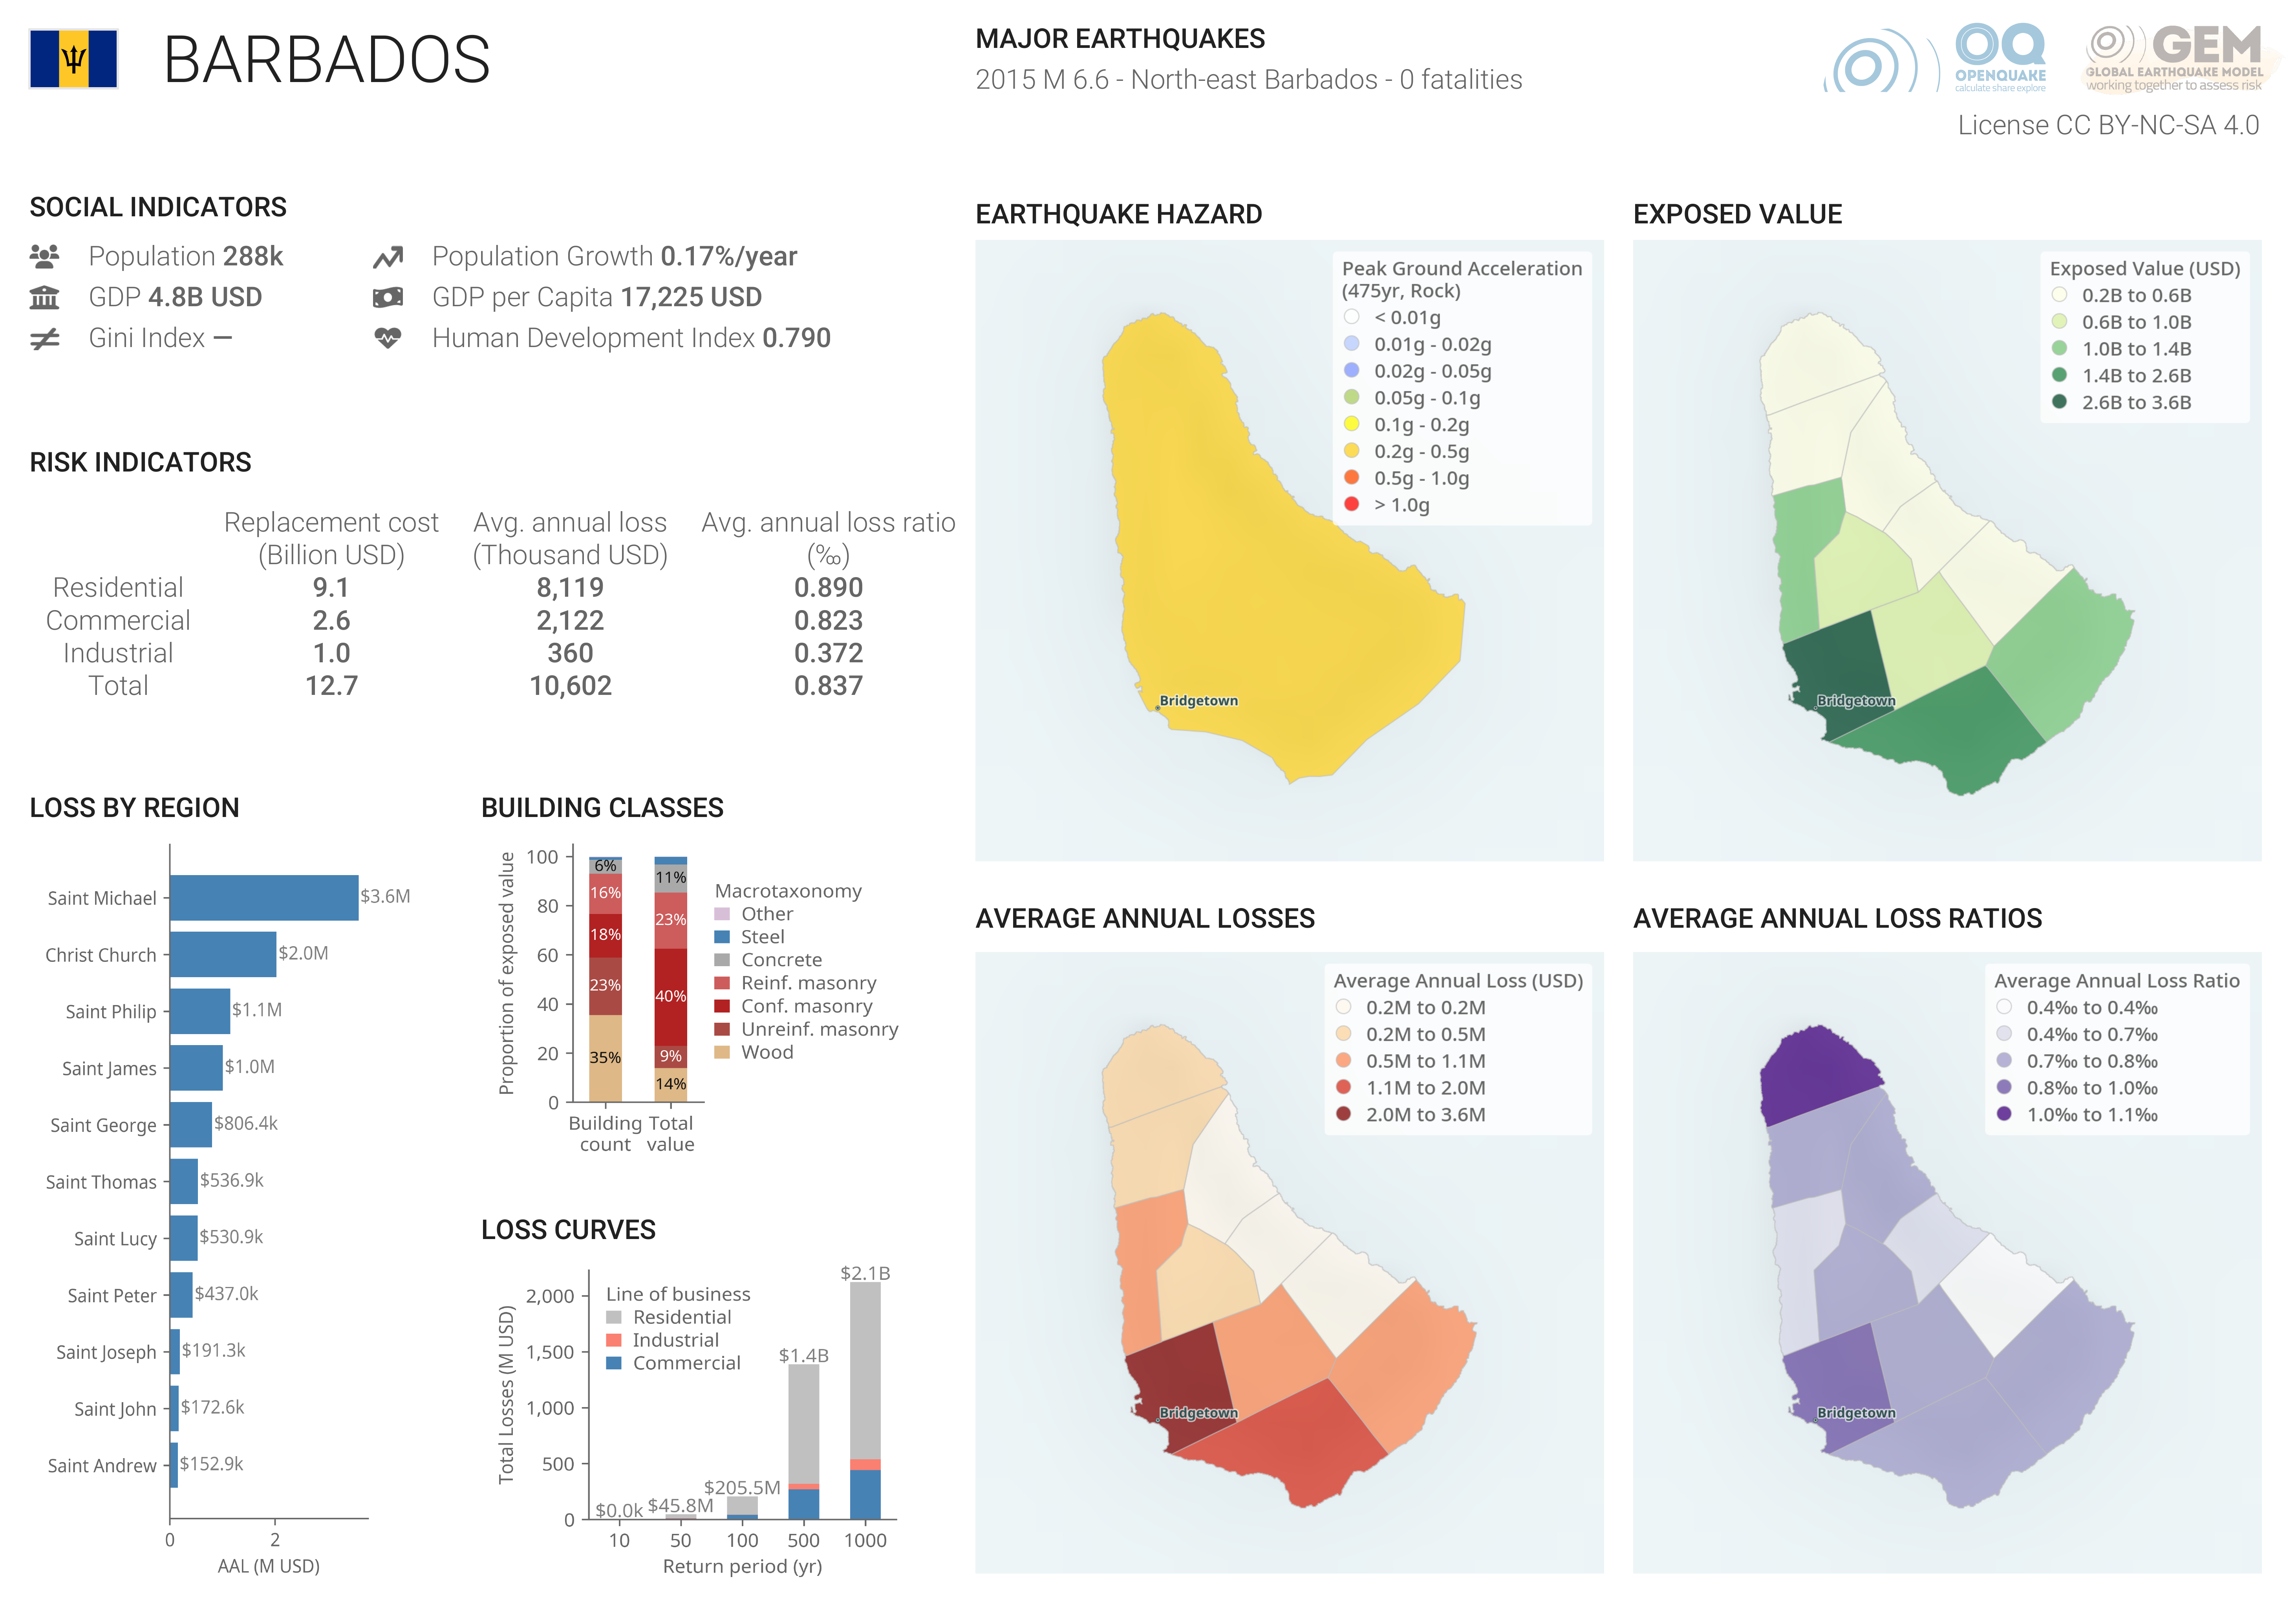 BARBADOS
MAJOR EARTHQUAKES
2015 M 6.6 - North-east Barbados - 0 fatalities
OQ
OPENQUAKE
calculate share explore
GEM
GLOBAL EARTHQUAKE MODEL
working together to assess risk
License CC BY-NC-SA 4.0
SOCIAL INDICATORS
Population 288k
Population Growth 0.17%/year
GDP 4.8B USD
GDP per Capita 17,225 USD
Gini Index —
Human Development Index 0.790
RISK INDICATORS
Replacement cost (Billion USD) Avg. annual loss (Thousand USD) Avg. annual loss ratio (‰)
Residential 9.1 8,119 0.890
Commercial 2.6 2,122 0.823
Industrial 1.0 360 0.372
Total 12.7 10,602 0.837
LOSS BY REGION
Saint Michael $3.6M
Christ Church $2.0M
Saint Philip $1.1M
Saint James $1.0M
Saint George $806.4k
Saint Thomas $536.9k
Saint Lucy $530.9k
Saint Peter $437.0k
Saint Joseph $191.3k
Saint John $172.6k
Saint Andrew $152.9k
0 2
AAL (M USD)
BUILDING CLASSES
Proportion of exposed value
100
80
60
40
20
0
6%
16%
18%
23%
35%
11%
23%
40%
9%
14%
Building count
Total value
Macrotaxonomy
Other
Steel
Concrete
Reinf. masonry
Conf. masonry
Unreinf. masonry
Wood
LOSS CURVES
Total Losses (M USD)
2,000
1,500
1,000
500
0
Line of business
Residential
Industrial
Commercial
$0.0k $45.8M $205.5M $1.4B $2.1B
10 50 100 500 1000
Return period (yr)
EARTHQUAKE HAZARD
Peak Ground Acceleration
(475yr, Rock)
< 0.01g
0.01g - 0.02g
0.02g - 0.05g
0.05g - 0.1g
0.1g - 0.2g
0.2g - 0.5g
0.5g - 1.0g
> 1.0g
Bridgetown
EXPOSED VALUE
Exposed Value (USD)
0.2B to 0.6B
0.6B to 1.0B
1.0B to 1.4B
1.4B to 2.6B
2.6B to 3.6B
Bridgetown
AVERAGE ANNUAL LOSSES
Average Annual Loss (USD)
0.2M to 0.2M
0.2M to 0.5M
0.5M to 1.1M
1.1M to 2.0M
2.0M to 3.6M
Bridgetown
AVERAGE ANNUAL LOSS RATIOS
Average Annual Loss Ratio
0.4‰ to 0.4‰
0.4‰ to 0.7‰
0.7‰ to 0.8‰
0.8‰ to 1.0‰
1.0‰ to 1.1‰
Bridgetown